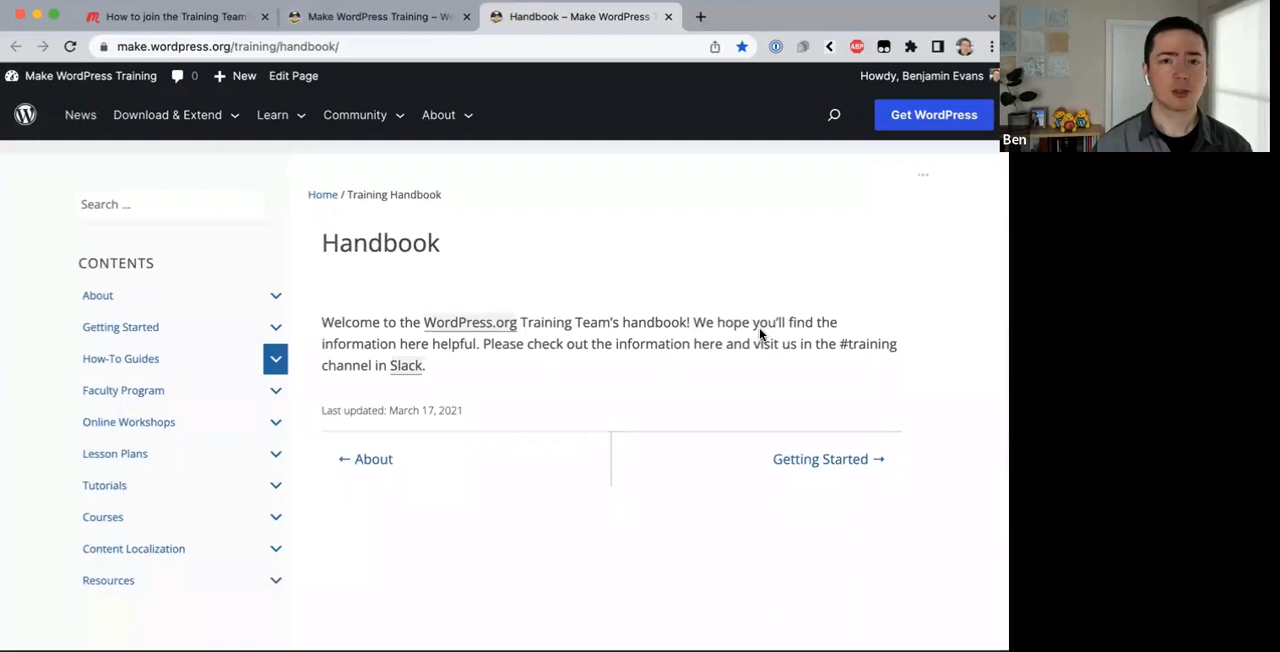 How to join the Training Team
Make WordPress Training – We
Handbook – Make WordPress T
make.wordpress.org/training/handbook/
ABP
Make WordPress Training
0
New
Edit Page
Howdy, Benjamin Evans
News
Download & Extend
Learn
Community
About
Get WordPress
Ben
Search ...
CONTENTS
About
Getting Started
How-To Guides
Faculty Program
Online Workshops
Lesson Plans
Tutorials
Courses
Content Localization
Resources
Home / Training Handbook
Handbook
Welcome to the WordPress.org Training Team's handbook! We hope you'll find the
information here helpful. Please check out the information here and visit us in the #training
channel in Slack.
Last updated: March 17, 2021
← About
Getting Started →